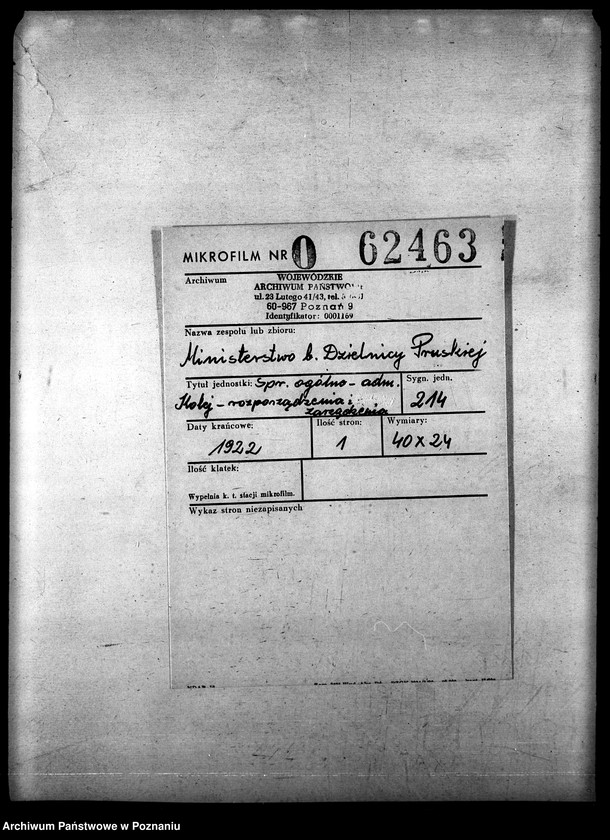 MIKROFILM NR 0 62463
Archiwum
WOJEWÓDZKIE
ARCHIWUM PAŃSTWOWE
ul. 23 Lutego 41/43, tel.
60-967 Poznań 9
Identyfikator: 0001169
Nazwa zespołu lub zbioru:
Ministerstwo b. Dzielnicy Pruskiej
Tytuł jednostki: Spr. ogólno - adm.
Kolej - rozporządzenia i
zarządzenia
Sygn. jedn.
214
Daty krańcowe:
1922
Ilość stron:
1
Wymiary:
40 x 24
Ilość klatek:
Wypełnia k. t. stacji mikrofilm.
Wykaz stron niezapisanych
Archiwum Państwowe w Poznaniu